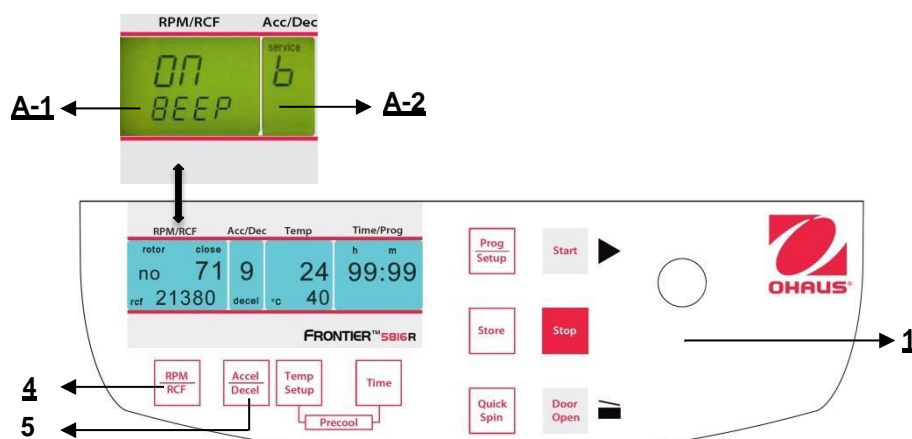 RPM/RCF Acc/Dec
service
ON b
BEEP
A-1 A-2
RPM/RCF Acc/Dec Temp Time/Prog
rotor close h m
no 71 9 24 99:99
rcf 21380 decel °C 40
FRONTIER™5816R
Prog
Setup
Start
OHAUS®
Store
Stop
1
RPM
RCF
Accel
Decel
Temp
Setup
Time
4
Precool
5
Quick
Spin
Door
Open